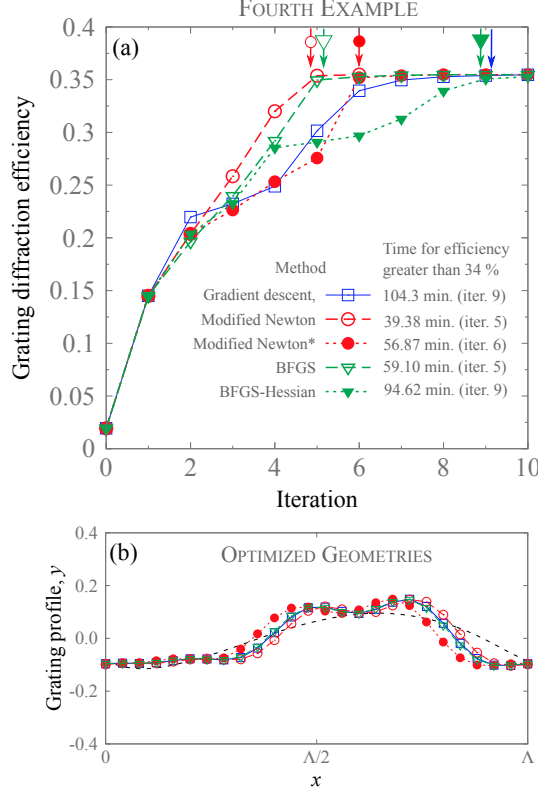 FOURTH EXAMPLE
(a)
0.4
0.35
0.3
0.25
0.2
0.15
0.1
0.05
0
Grating diffraction efficiency
Method
Time for efficiency
greater than 34 %
Gradient descent, 104.3 min. (iter. 9)
Modified Newton 39.38 min. (iter. 5)
Modified Newton* 56.87 min. (iter. 6)
BFGS 59.10 min. (iter. 5)
BFGS-Hessian 94.62 min. (iter. 9)
0 2 4 6 8 10
Iteration
(b)
OPTIMIZED GEOMETRIES
0.4
0.2
0.0
-0.2
-0.4
Grating profile, y
0 Λ/2 Λ
x